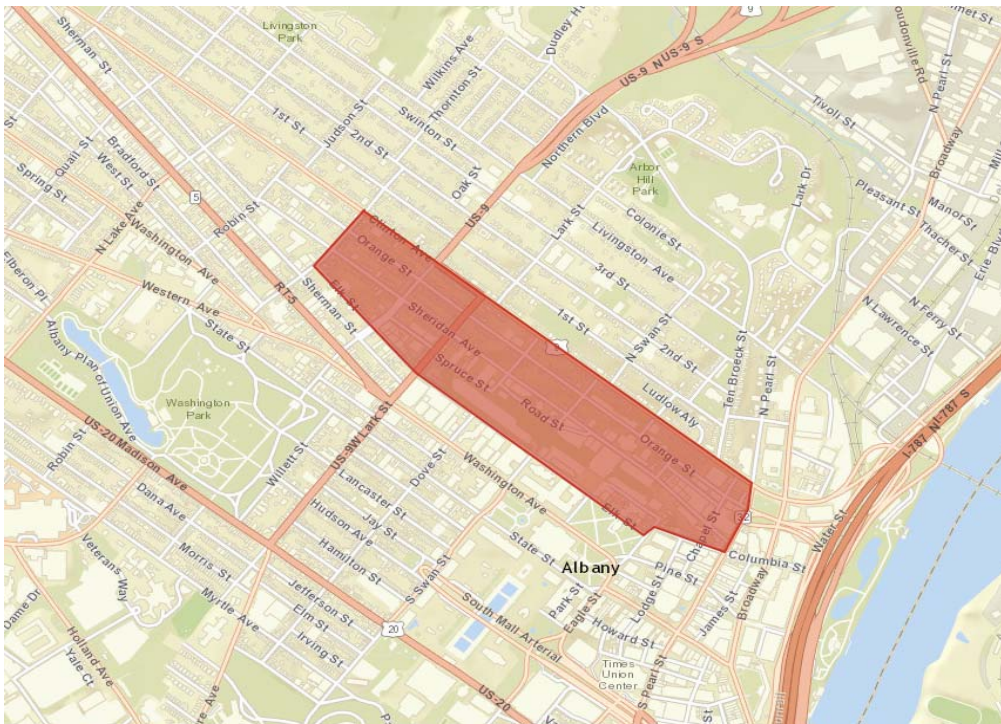 Livingston
Park
9
US-9 N
US-9 S
Loudonville Rd
N Pearl St
Sherman St
Wilkins Ave
Thornton St
Dudley H
Swinton St
Judson St
1st St
2nd St
Northern Blvd
Tivoli St
Broadway
Mill
Quail St
West St
Bradford St
Spring St
5
Robin St
Oak St
US-9
Arbor
Hill
Park
Lark Dr
Pleasant St
Manor St
Thacher St
Erie Blv
N Lake Ave
Washington Ave
Lark St
Colonie St
Livingston Ave
3rd St
Clinton Ave
Orange St
Elberon Pl
Western Ave
RT-5
Sherman St
Elk St
State St
Sheridan Ave
1st St
N Swan St
2nd St
N Lawrence St
N Ferry St
Albany Plan of Union Ave
Washington
Park
Spruce St
Road St
Ludlow Aly
Ten Broeck St
N Pearl St
I-787 N
I-787 S
US-20
Madison Ave
Robin St
Willett St
US-9W
Lark St
Dove St
Orange St
Washington Ave
Elk St
Dana Ave
Lancaster St
Jay St
Hudson Ave
Hamilton St
State St
Chapel St
32
Water St
Columbia St
Veterans Way
Morris St
Myrtle Ave
Jefferson St
Elm St
Irving St
S Swan St
Albany
Pine St
Park St
Eagle St
Lodge St
James St
Broadway
Dame Dr
20
South Mall Arterial
Howard St
Holland Ave
Yale Ct
Times
Union
Center
S Pearl St
US-20